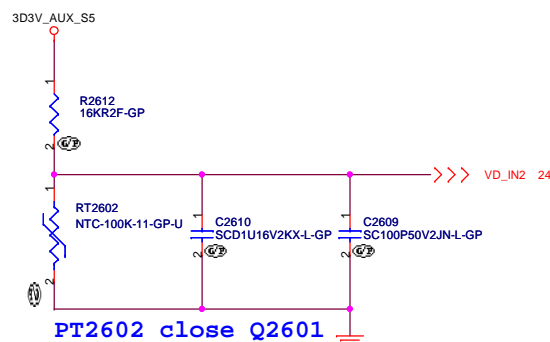 3D3V_AUX_S5
1
R2612
16KR2F-GP
2
G/P
VD_IN2 24
1
RT2602
NTC-100K-11-GP-U
2
1
C2610
SCD1U16V2KX-L-GP
2
G/P
1
C2609
SC100P50V2JN-L-GP
2
G/P
PT2602 close Q2601